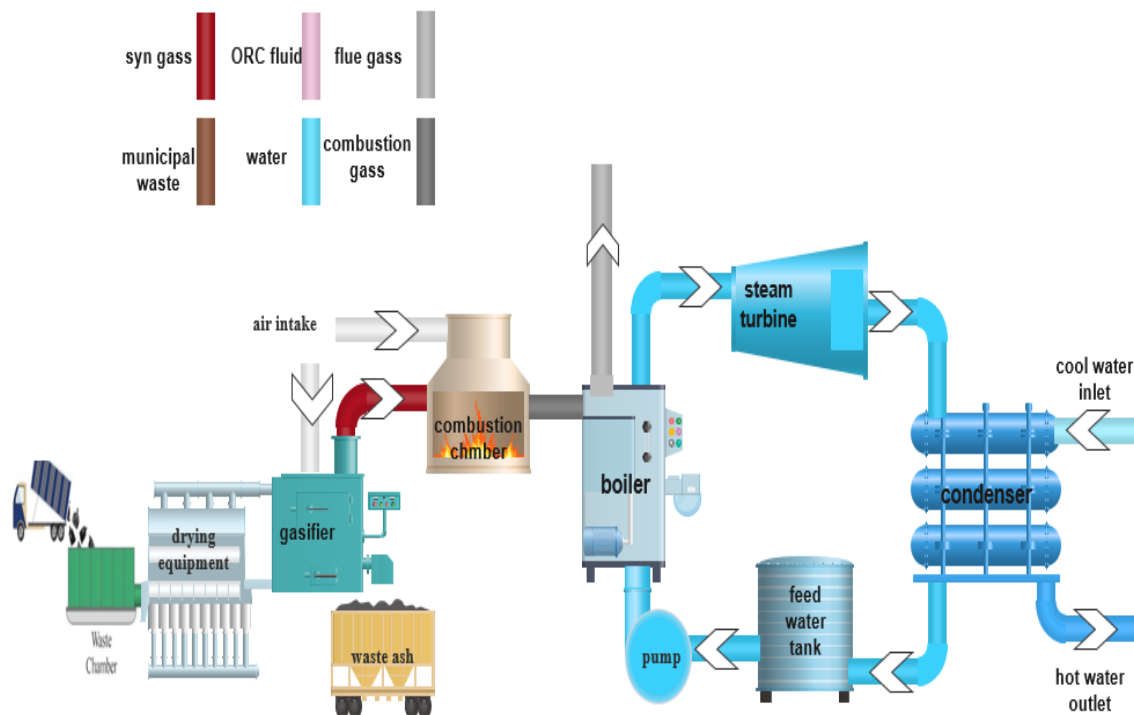 syn gass
ORC fluid
flue gass
municipal
waste
water
combustion
gass
air intake
steam
turbine
cool water
inlet
combustion
chmber
boiler
condenser
gasifier
drying
equipment
feed
water
tank
Waste
Chamber
waste ash
pump
hot water
outlet